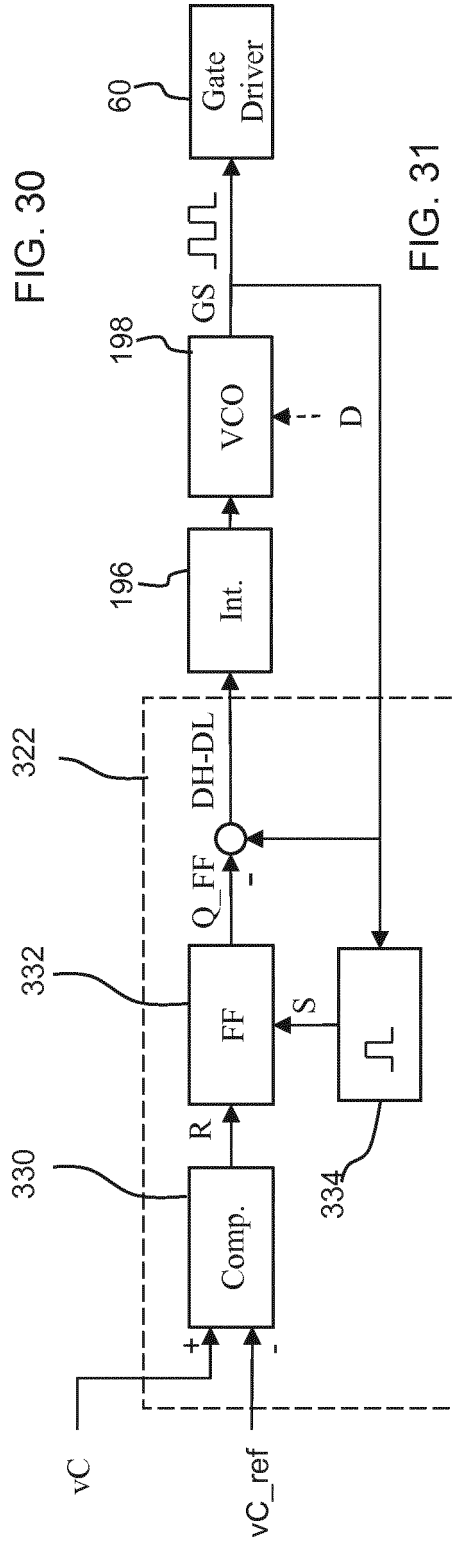 FIG. 30
322
330
332
196
198
60
vC
+
Comp.
R
FF
Q_FF
DH-DL
Int.
VCO
GS
Gate
Driver
vC_ref
-
-
S
D
334
FIG. 31